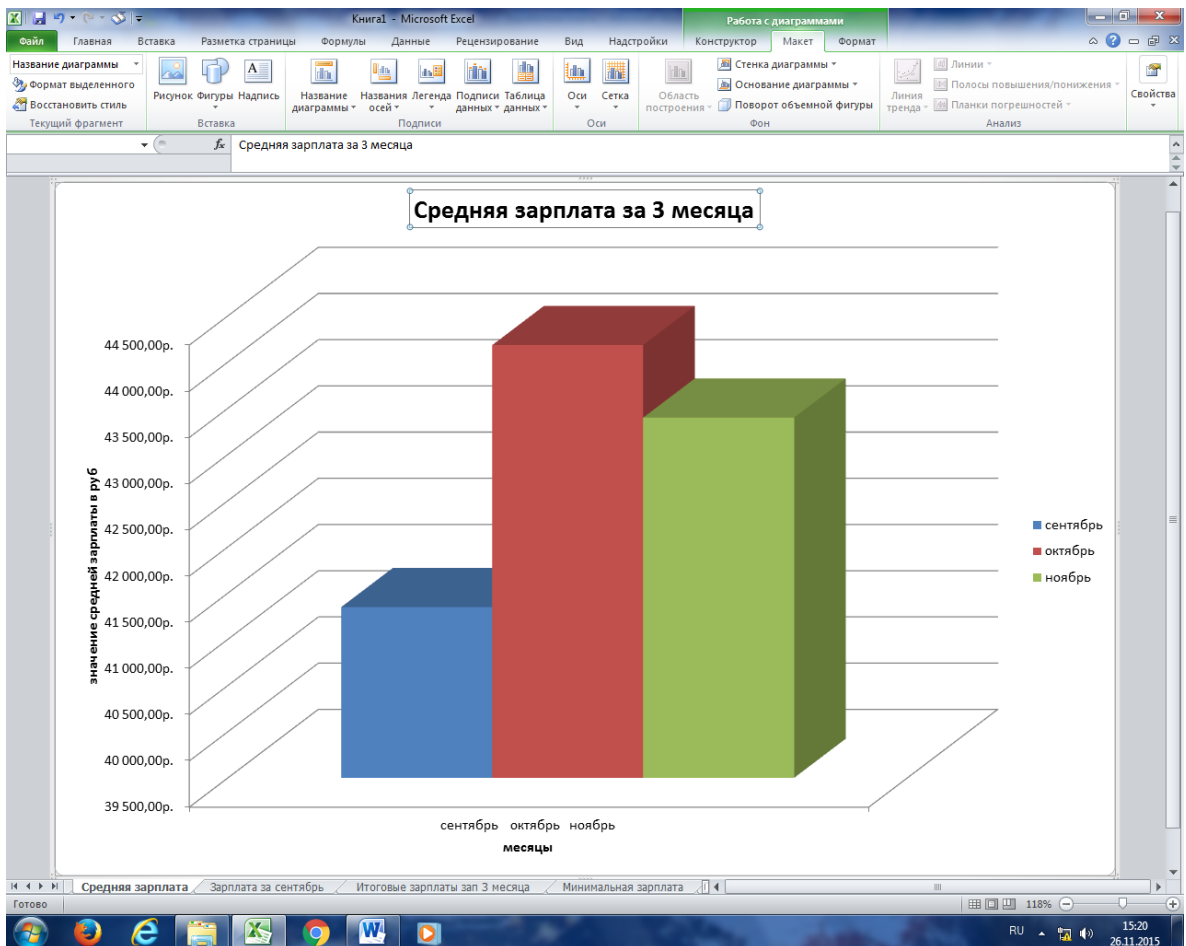 Книга1 - Microsoft Excel
Работа с диаграммами
Файл Главная Вставка Разметка страницы Формулы Данные Рецензирование Вид Надстройки Конструктор Макет Формат
Название диаграммы
Формат выделенного
Восстановить стиль
Текущий фрагмент
Рисунок Фигуры Надпись
Вставка
Название диаграммы
Названия осей
Легенда
Подписи данных
Таблица данных
Подписи
Оси
Сетка
Оси
Область построения
Стенка диаграммы
Основание диаграммы
Поворот объемной фигуры
Фон
Линия тренда
Линии
Полосы повышения/понижения
Планки погрешностей
Анализ
Свойства
fx Средняя зарплата за 3 месяца
Средняя зарплата за 3 месяца
значение средней зарплаты в руб
44 500,00р.
44 000,00р.
43 500,00р.
43 000,00р.
42 500,00р.
42 000,00р.
41 500,00р.
41 000,00р.
40 500,00р.
40 000,00р.
39 500,00р.
сентябрь
октябрь
ноябрь
сентябрь октябрь ноябрь
месяцы
Средняя зарплата Зарплата за сентябрь Итоговые зарплаты зап 3 месяца Минимальная зарплата
Готово
118%
RU
15:20
26.11.2015